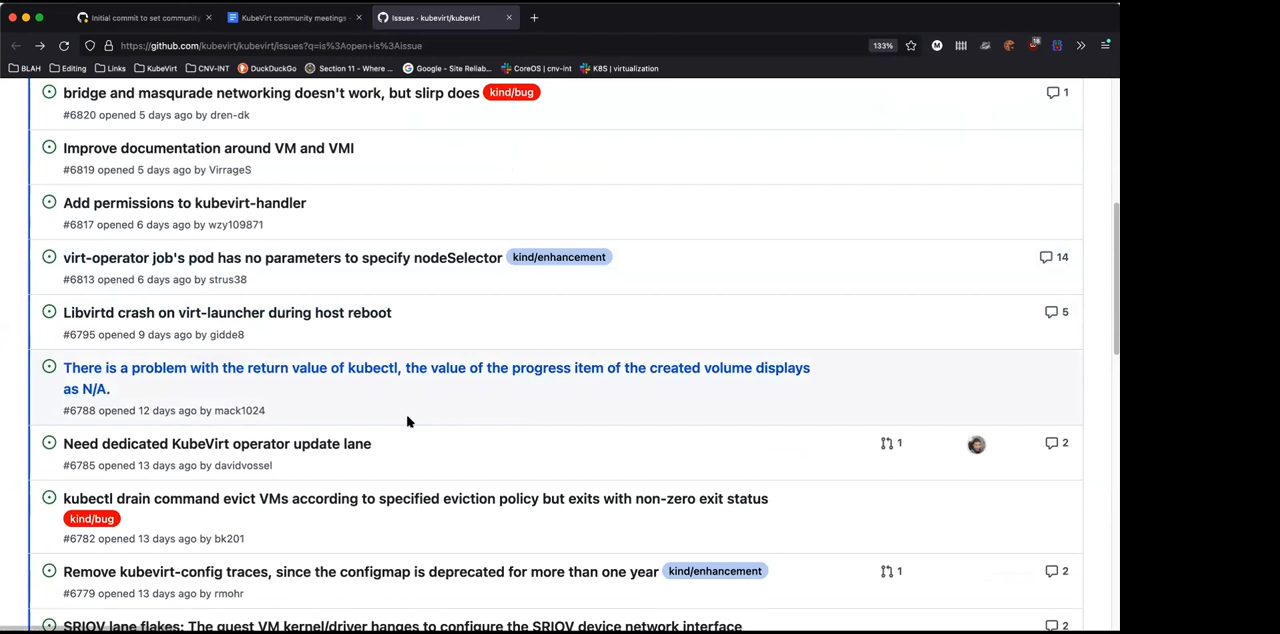 Initial commit to set community
KubeVirt community meetings -
Issues · kubevirt/kubevirt
https://github.com/kubevirt/kubevirt/issues?q=is%3Aopen+is%3Aissue
133%
18
BLAH
Editing
Links
KubeVirt
CNV-INT
DuckDuckGo
Section 11 – Where ...
Google - Site Reliab...
CoreOS | cnv-int
K8S | virtualization
bridge and masqurade networking doesn't work, but slirp does kind/bug
1
#6820 opened 5 days ago by dren-dk
Improve documentation around VM and VMI
#6819 opened 5 days ago by VirrageS
Add permissions to kubevirt-handler
#6817 opened 6 days ago by wzy109871
virt-operator job's pod has no parameters to specify nodeSelector kind/enhancement
14
#6813 opened 6 days ago by strus38
Libvirtd crash on virt-launcher during host reboot
5
#6795 opened 9 days ago by gidde8
There is a problem with the return value of kubectl, the value of the progress item of the created volume displays
as N/A.
#6788 opened 12 days ago by mack1024
Need dedicated KubeVirt operator update lane
1
2
#6785 opened 13 days ago by davidvossel
kubectl drain command evict VMs according to specified eviction policy but exits with non-zero exit status
kind/bug
#6782 opened 13 days ago by bk201
Remove kubevirt-config traces, since the configmap is deprecated for more than one year kind/enhancement
1
2
#6779 opened 13 days ago by rmohr
SRIOV lane flakes: The guest VM kernel/driver hanges to configure the SRIOV device network interface
2